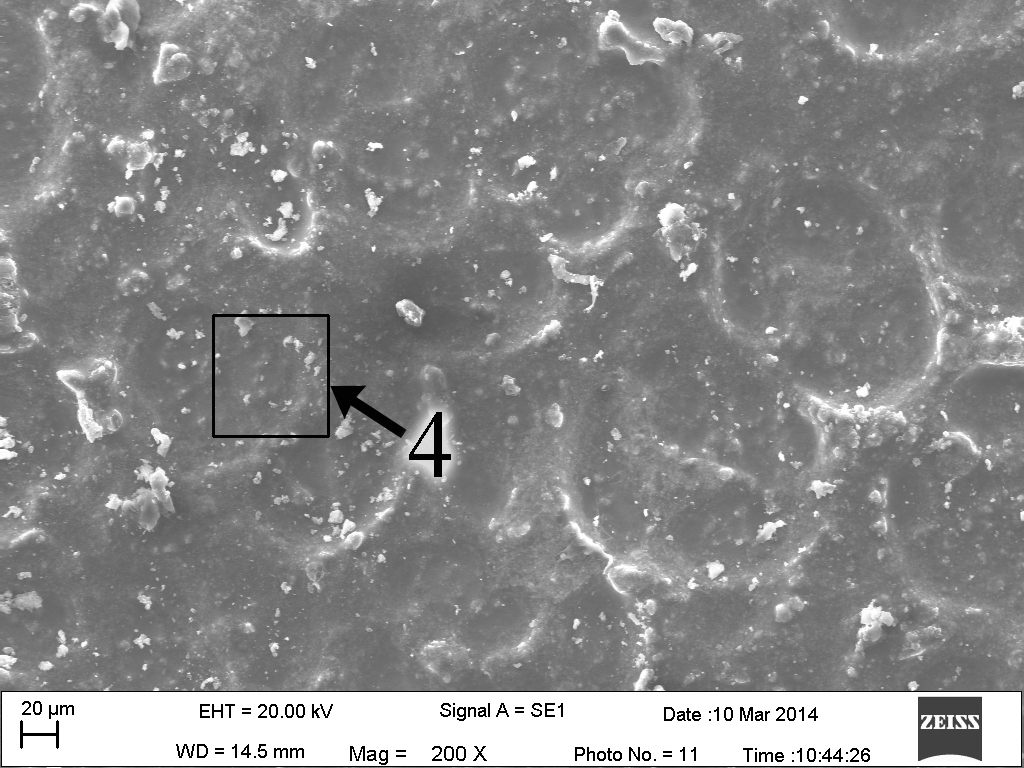 4
20 µm
EHT = 20.00 kV
Signal A = SE1
Date :10 Mar 2014
ZEISS
WD = 14.5 mm
Mag = 200 X
Photo No. = 11
Time :10:44:26